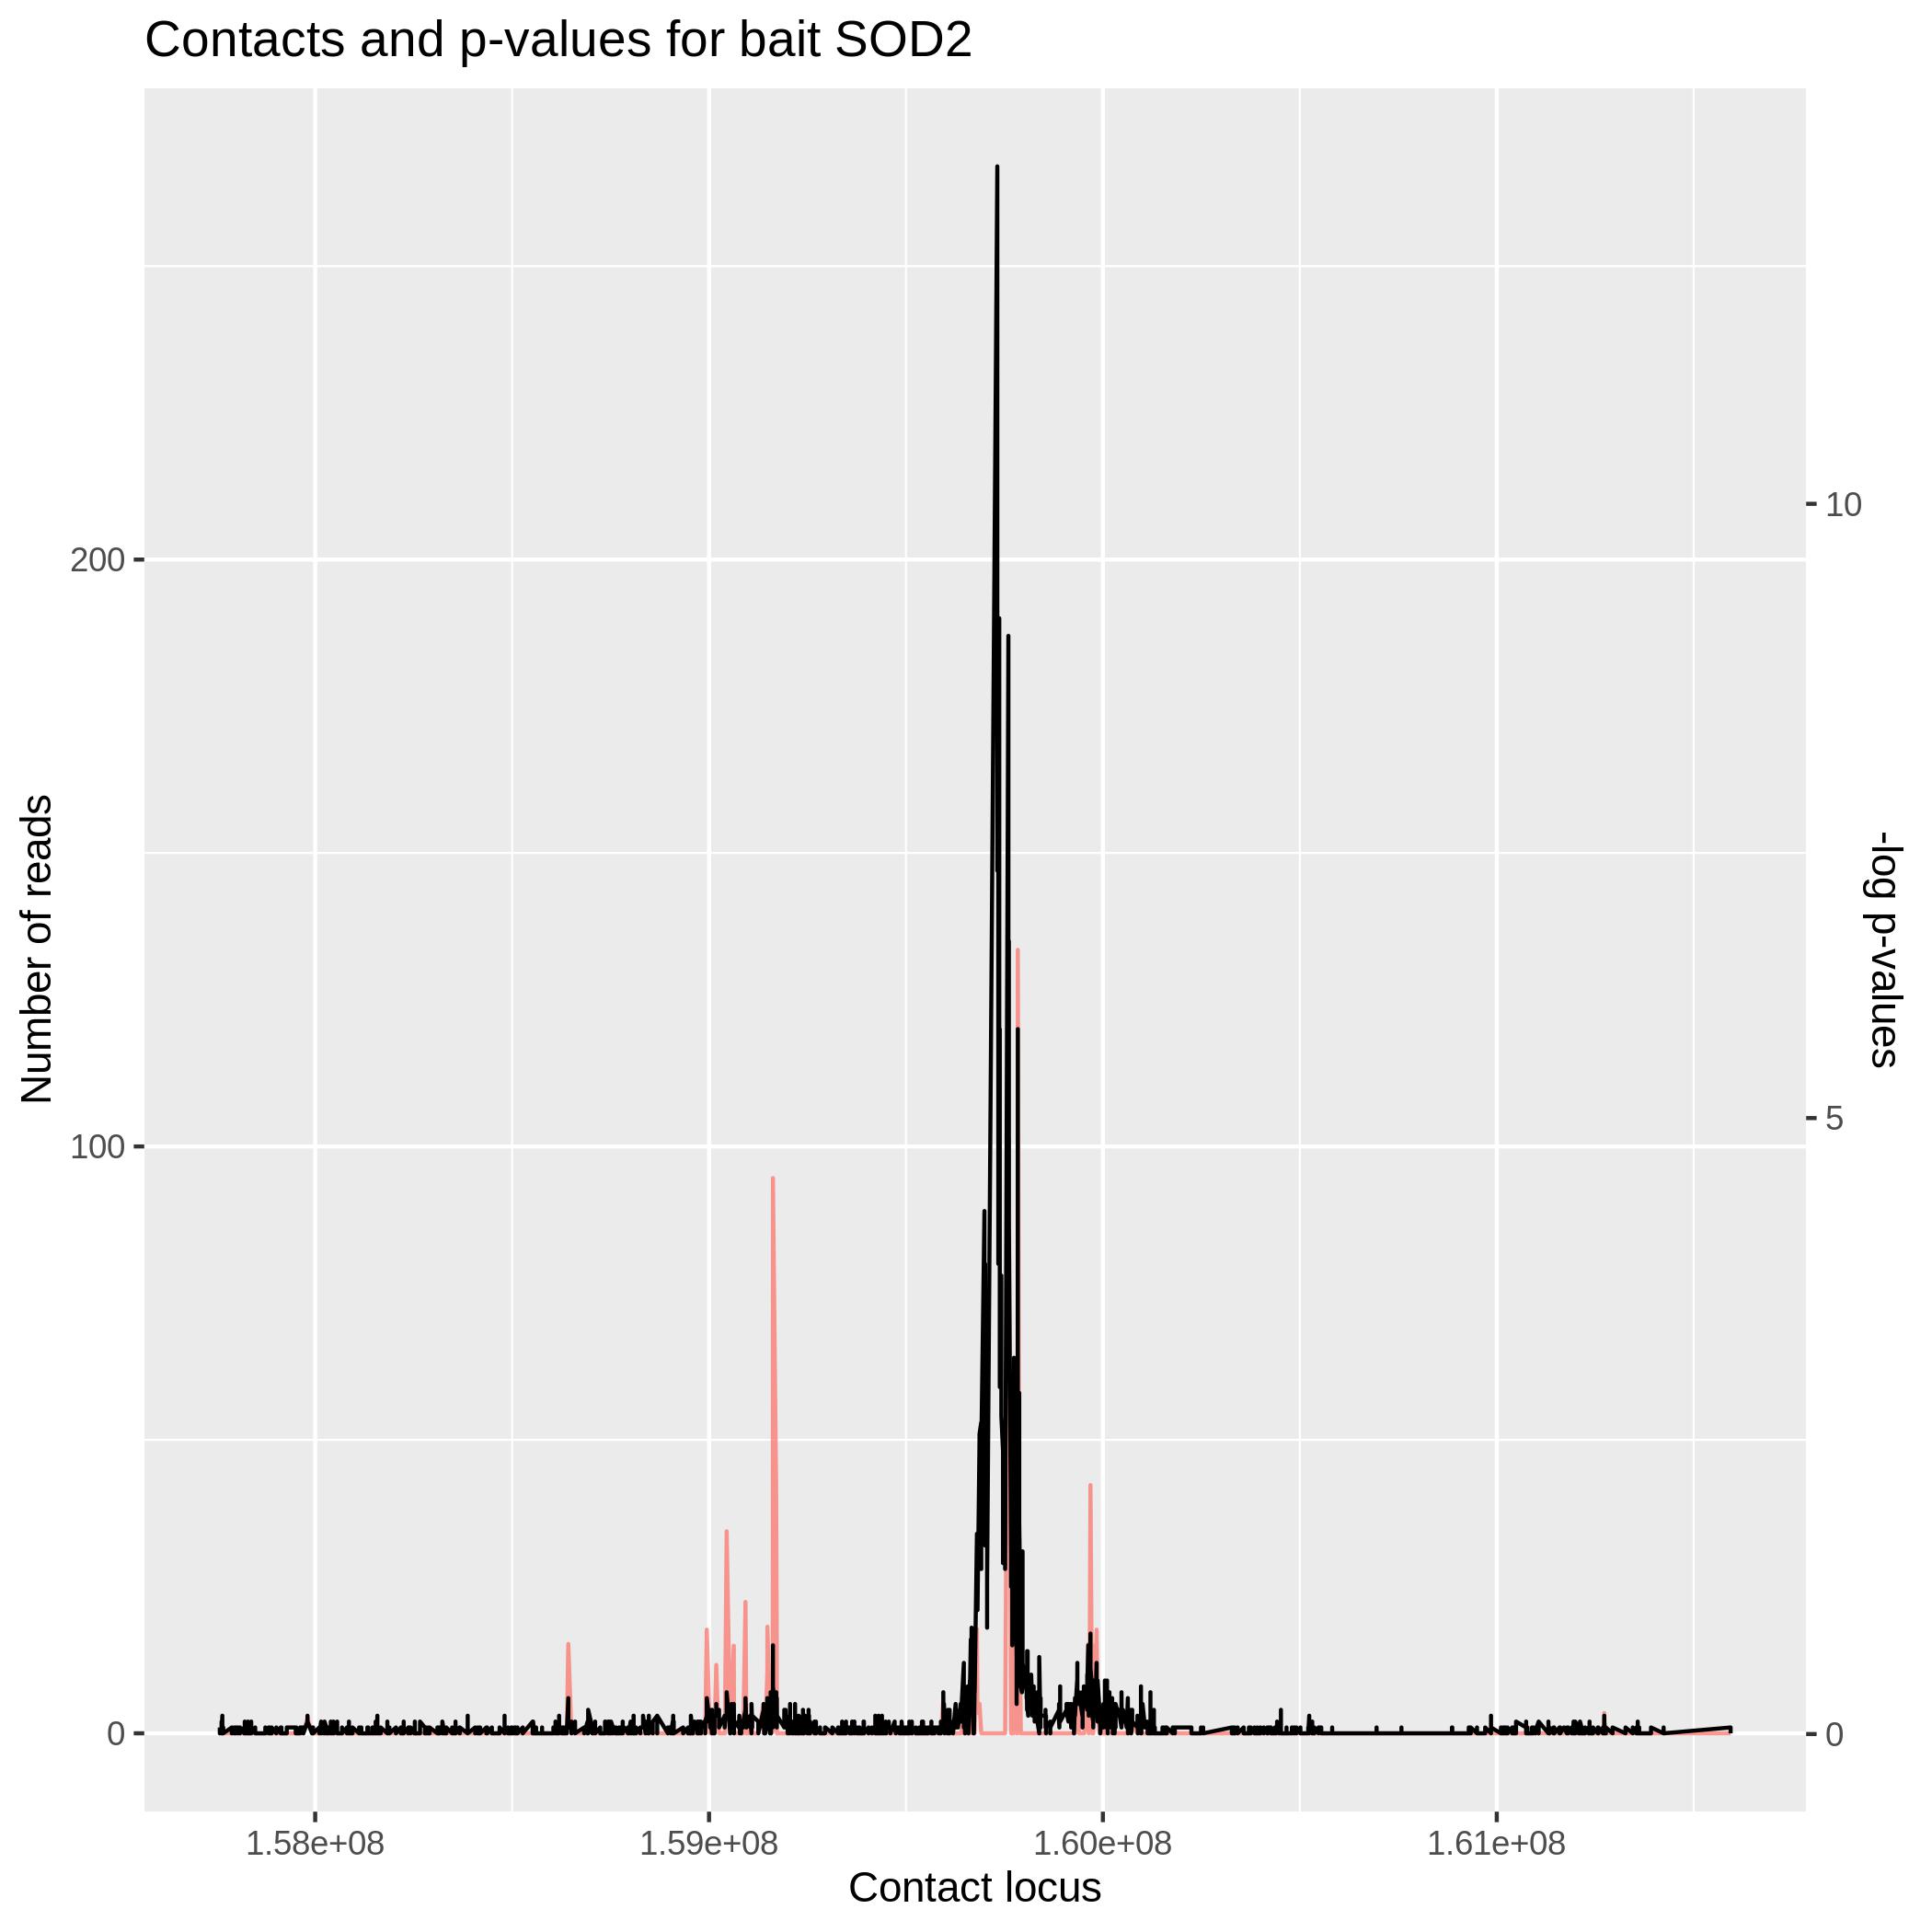 Contacts and p-values for bait SOD2
Number of reads
200
100
0
10
5
0
-log p-values
1.58e+08
1.59e+08
1.60e+08
1.61e+08
Contact locus